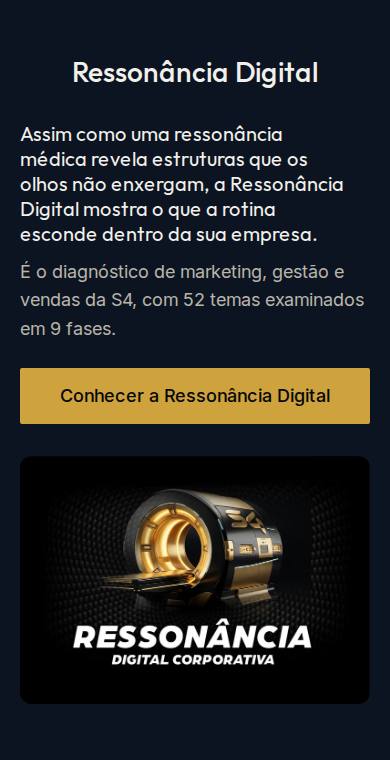 Ressonância Digital
Assim como uma ressonância
médica revela estruturas que os
olhos não enxergam, a Ressonância
Digital mostra o que a rotina
esconde dentro da sua empresa.
É o diagnóstico de marketing, gestão e
vendas da S4, com 52 temas examinados
em 9 fases.
Conhecer a Ressonância Digital
RESSONÂNCIA
DIGITAL CORPORATIVA